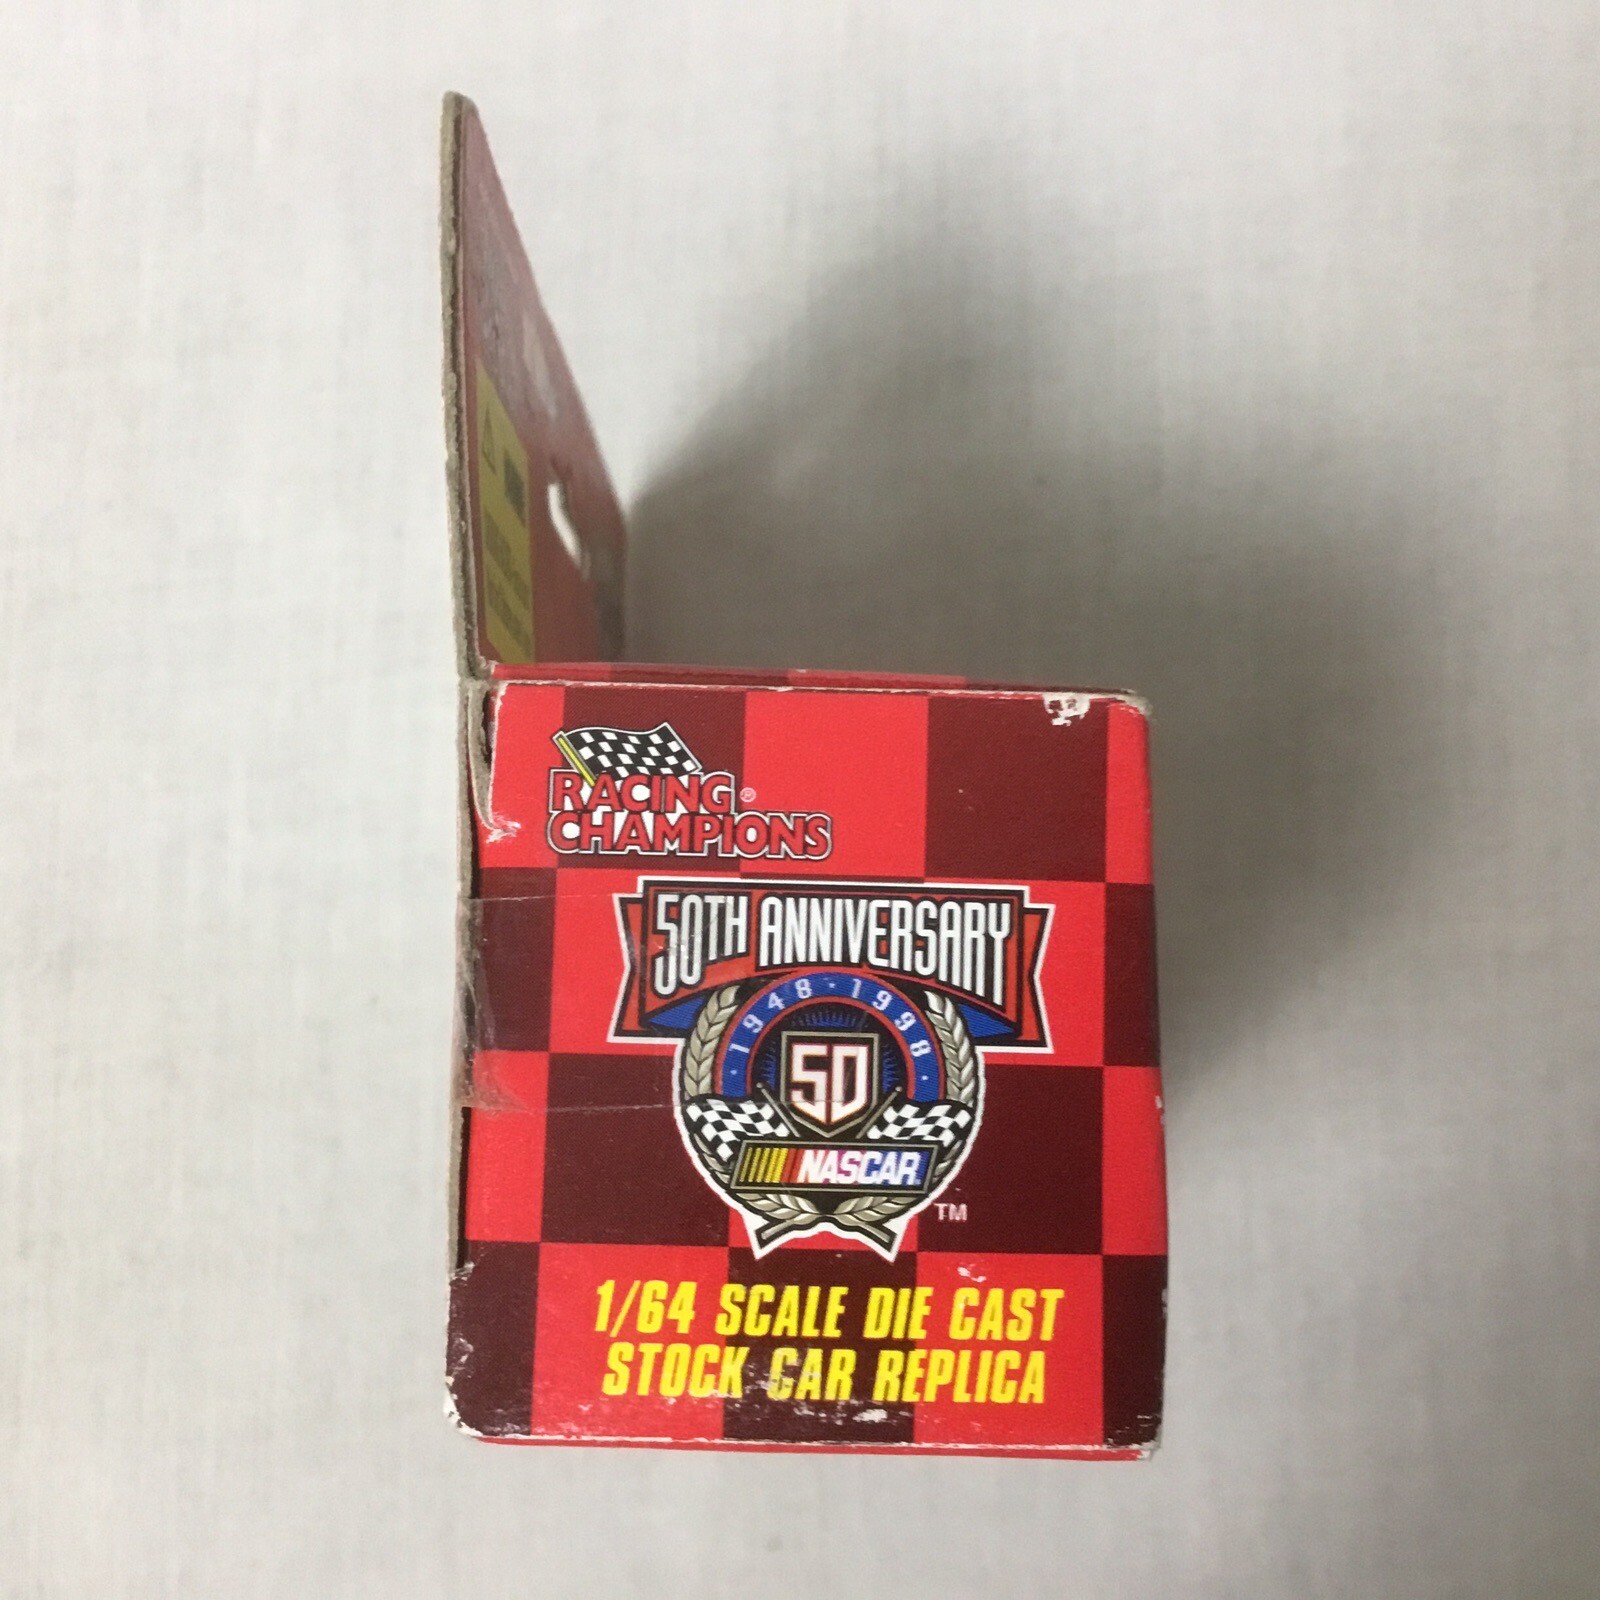 RACING®
CHAMPIONS
50TH ANNIVERSARY
· 1948 · 1998 ·
50
NASCAR
TM
1/64 SCALE DIE CAST
STOCK CAR REPLICA